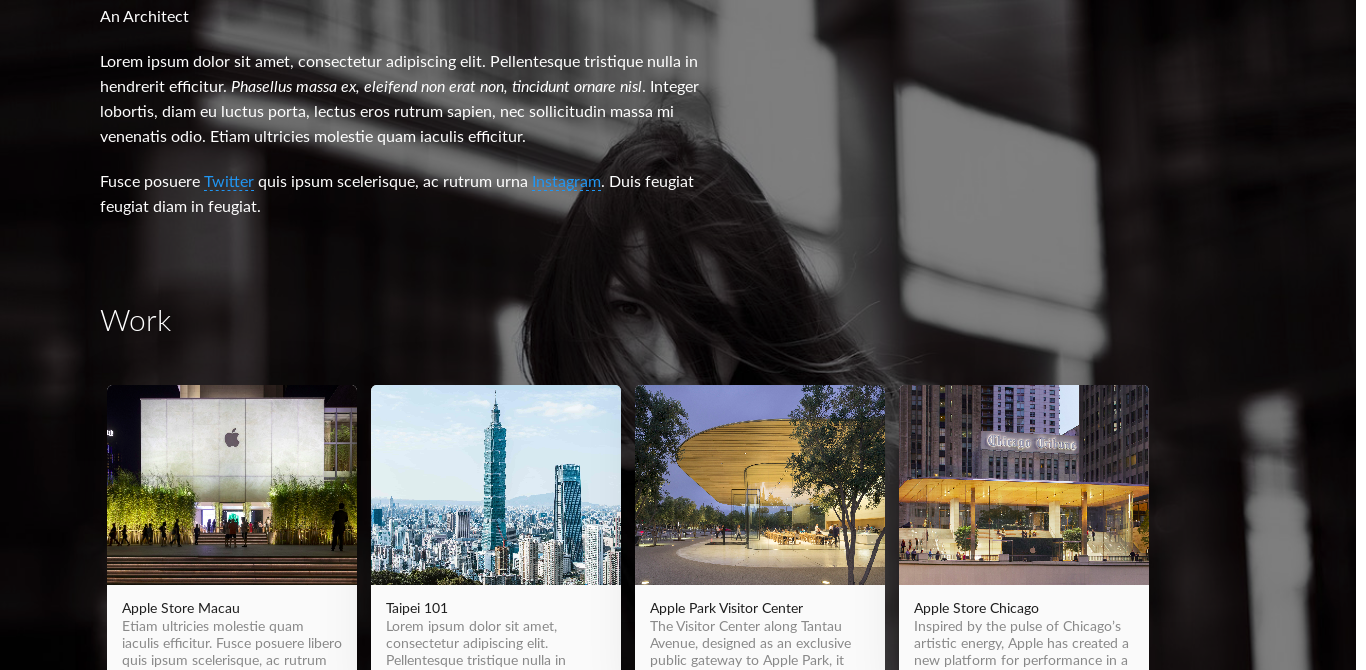 An Architect
Lorem ipsum dolor sit amet, consectetur adipiscing elit. Pellentesque tristique nulla in
hendrerit efficitur. Phasellus massa ex, eleifend non erat non, tincidunt ornare nisl. Integer
lobortis, diam eu luctus porta, lectus eros rutrum sapien, nec sollicitudin massa mi
venenatis odio. Etiam ultricies molestie quam iaculis efficitur.
Fusce posuere Twitter quis ipsum scelerisque, ac rutrum urna Instagram. Duis feugiat
feugiat diam in feugiat.
Work
Chicago Tribune
Apple Store Macau
Etiam ultricies molestie quam
iaculis efficitur. Fusce posuere libero
quis ipsum scelerisque, ac rutrum
Taipei 101
Lorem ipsum dolor sit amet,
consectetur adipiscing elit.
Pellentesque tristique nulla in
Apple Park Visitor Center
The Visitor Center along Tantau
Avenue, designed as an exclusive
public gateway to Apple Park, it
Apple Store Chicago
Inspired by the pulse of Chicago's
artistic energy, Apple has created a
new platform for performance in a